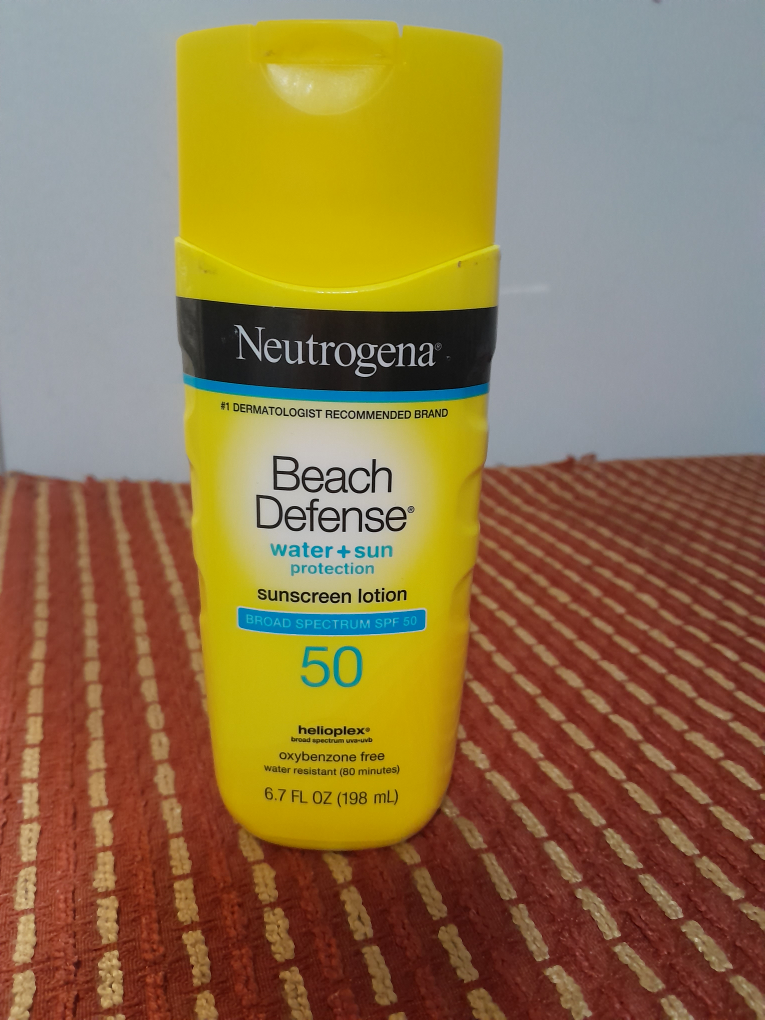 Neutrogena®
#1 DERMATOLOGIST RECOMMENDED BRAND
Beach
Defense®
water + sun
protection
sunscreen lotion
BROAD SPECTRUM SPF 50
50
helioplex®
broad spectrum uva•uvb
oxybenzone free
water resistant (80 minutes)
6.7 FL OZ (198 mL)